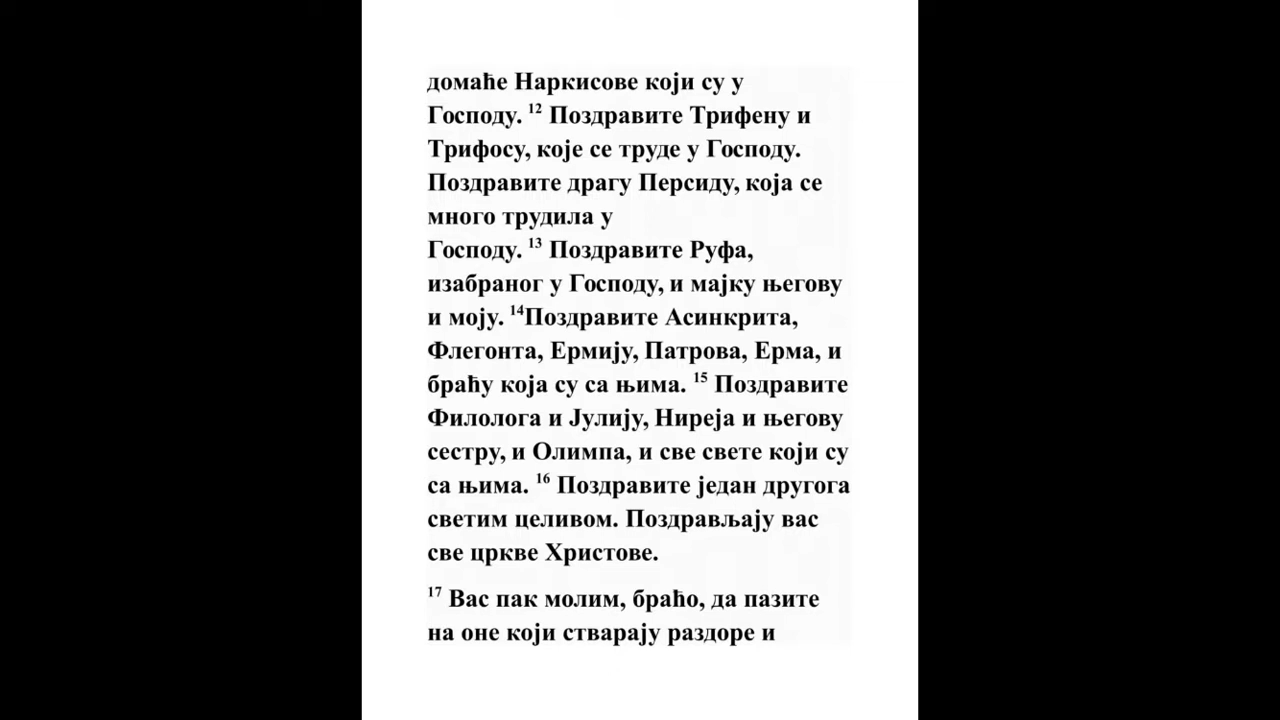 домаће Наркисове који су у
Господу. 12 Поздравите Трифену и
Трифосу, које се труде у Господу.
Поздравите драгу Персиду, која се
много трудила у
Господу. 13 Поздравите Руфа,
изабраног у Господу, и мајку његову
и моју. 14Поздравите Асинкрита,
Флегонта, Ермију, Патрова, Ерма, и
браћу која су са њима. 15 Поздравите
Филолога и Јулију, Ниреја и његову
сестру, и Олимпа, и све свете који су
са њима. 16 Поздравите један другога
светим целивом. Поздрављају вас
све цркве Христове.
17 Вас пак молим, браћо, да пазите
на оне који стварају раздоре и